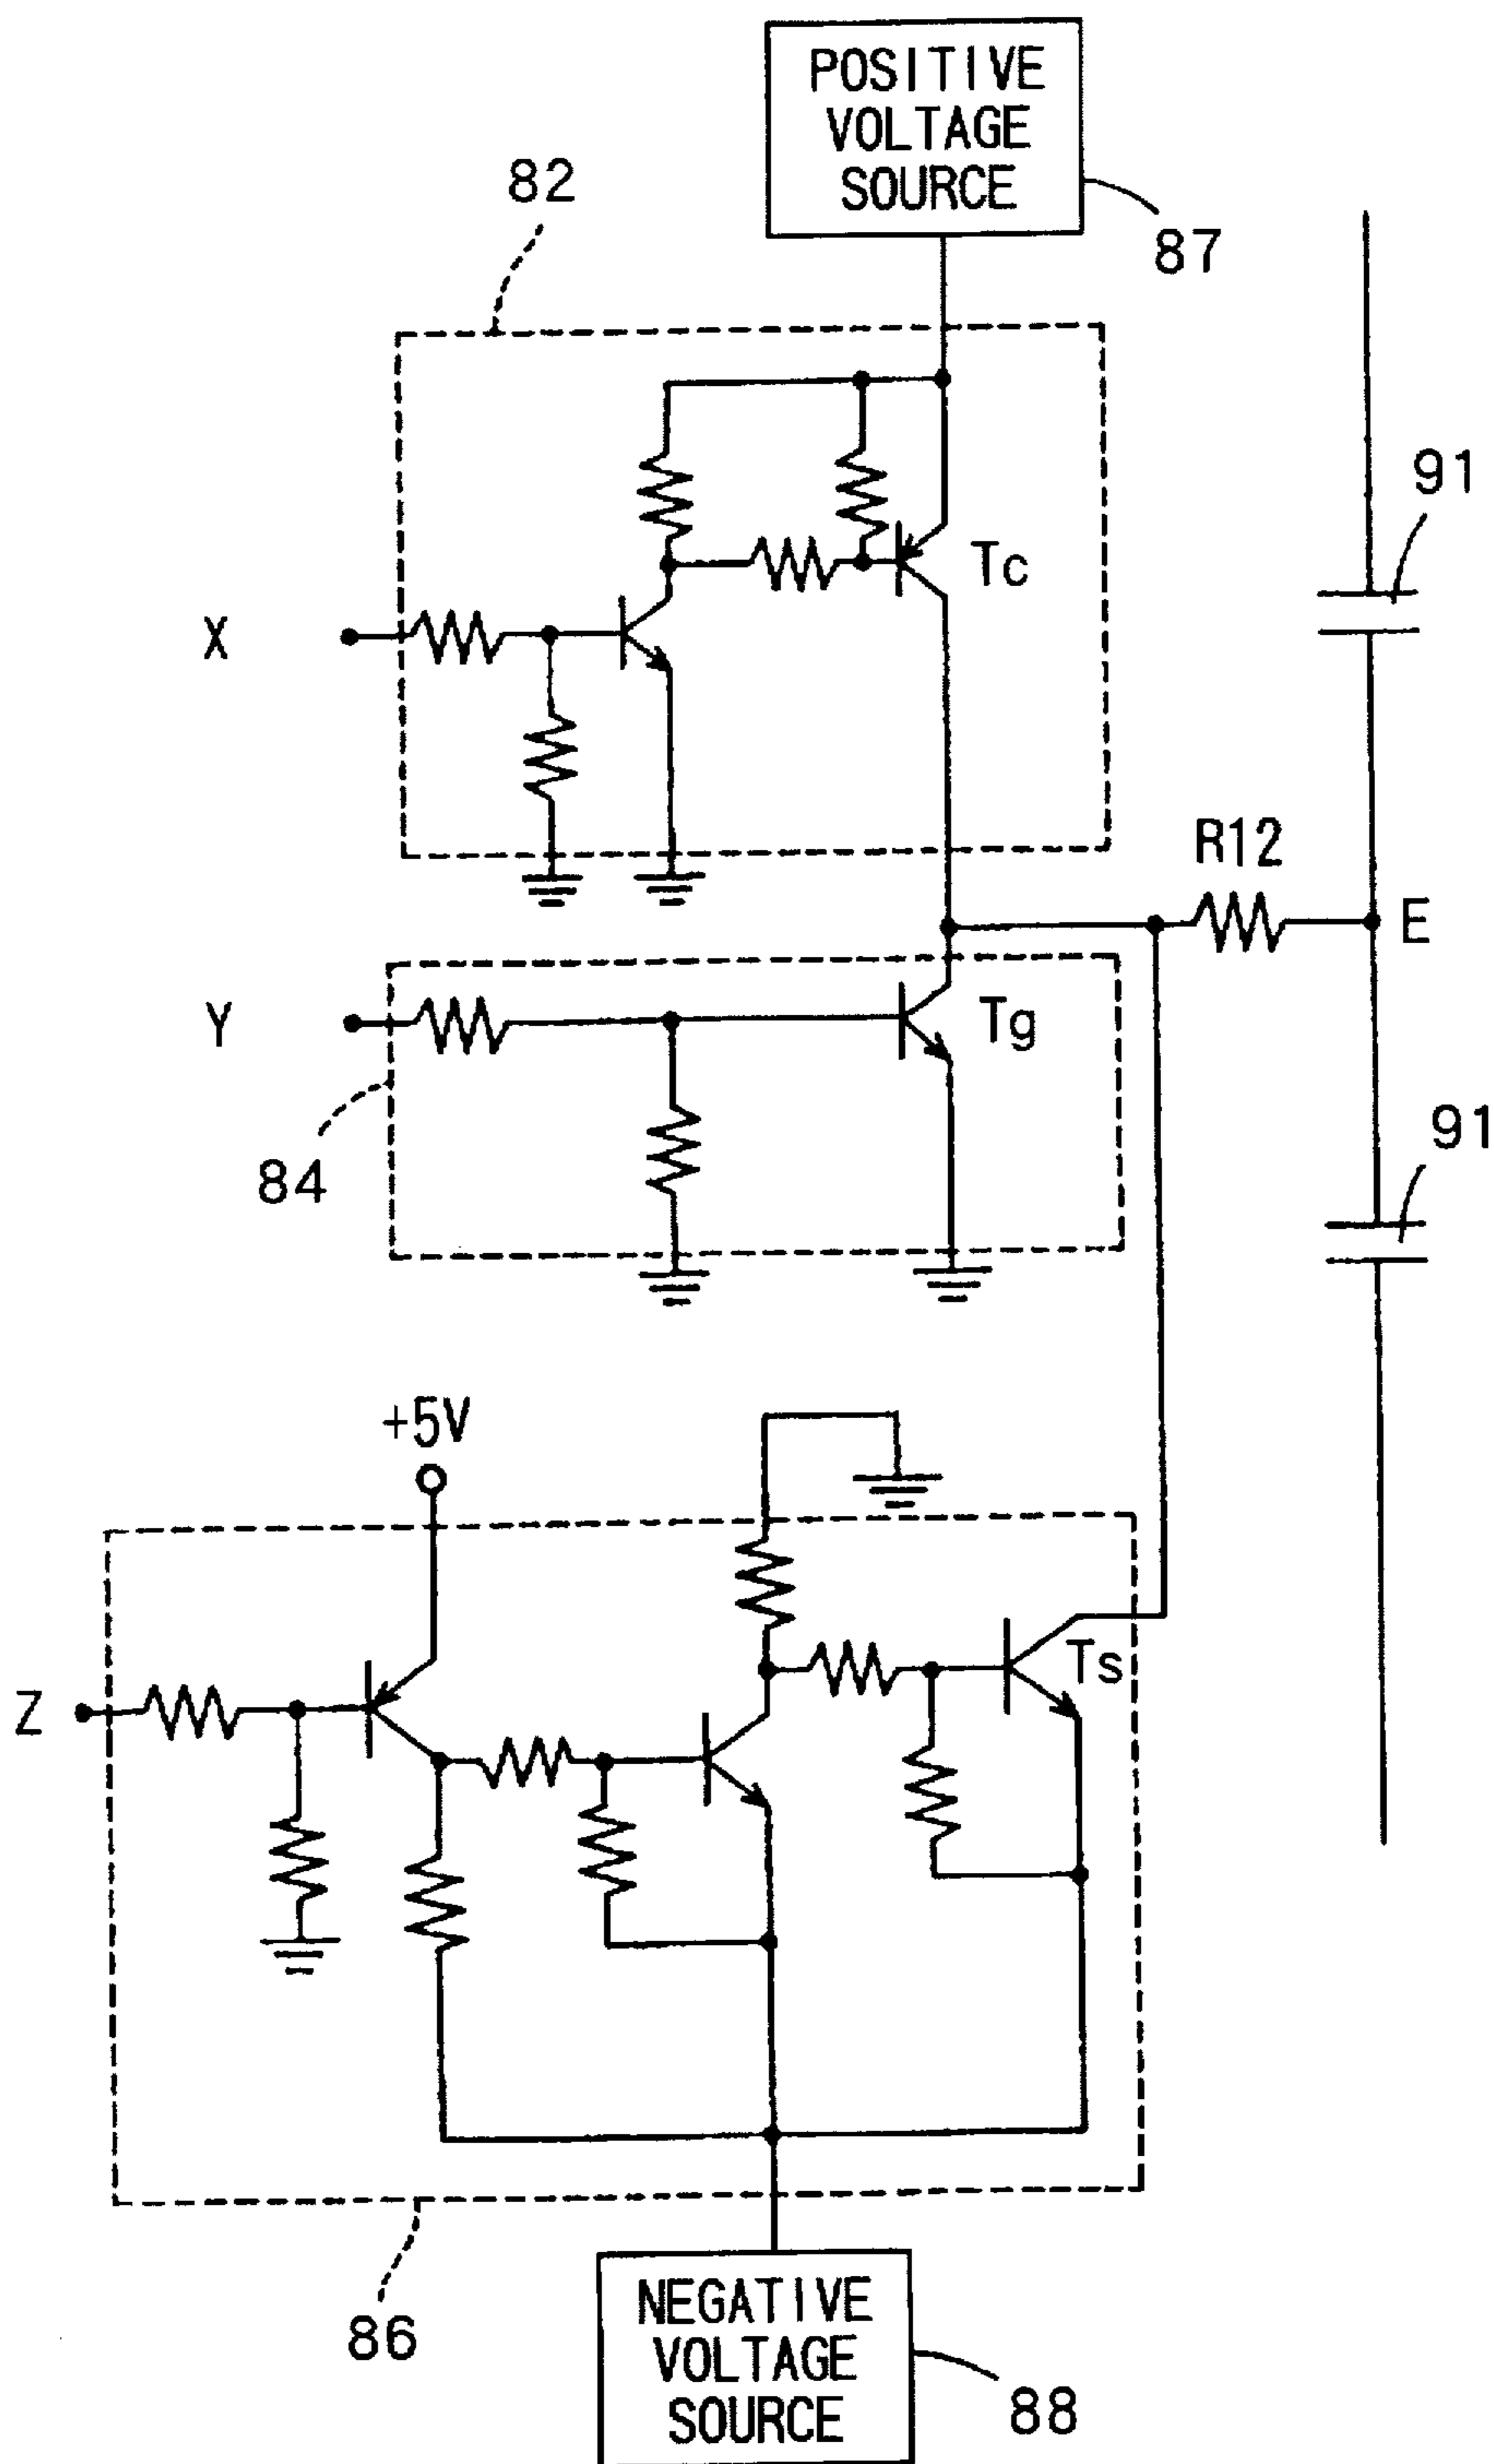 POSITIVE
VOLTAGE
SOURCE
82
87
91
Tc
X
R12
E
Y
Tg
84
91
+5V
Ts
Z
86
NEGATIVE
VOLTAGE
SOURCE
88